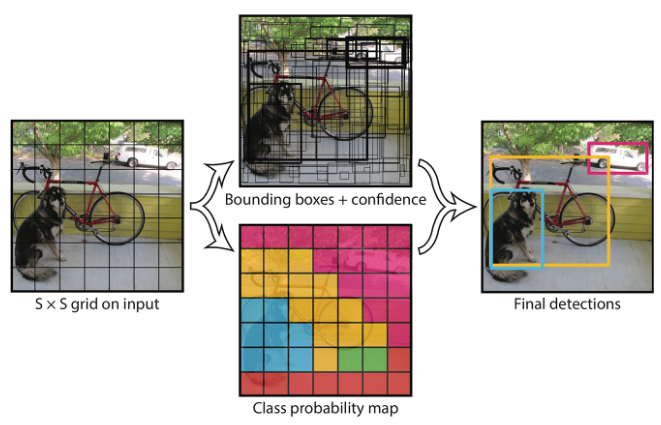 Bounding boxes + confidence
S × S grid on input
Final detections
Class probability map